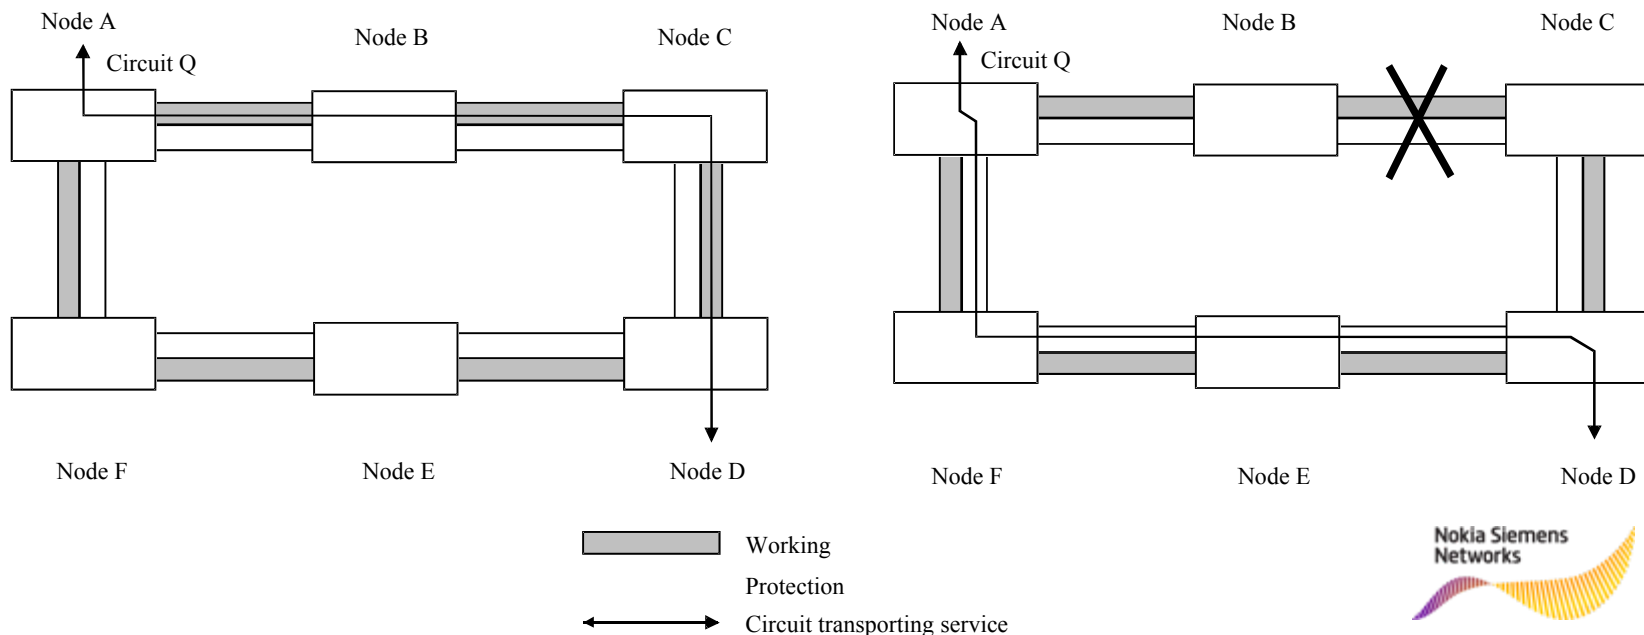 Node A
Node B
Node C
Circuit Q
Node F
Node E
Node D
Node A
Node B
Node C
Circuit Q
Node F
Node E
Node D
Working
Protection
Circuit transporting service
Nokia Siemens
Networks